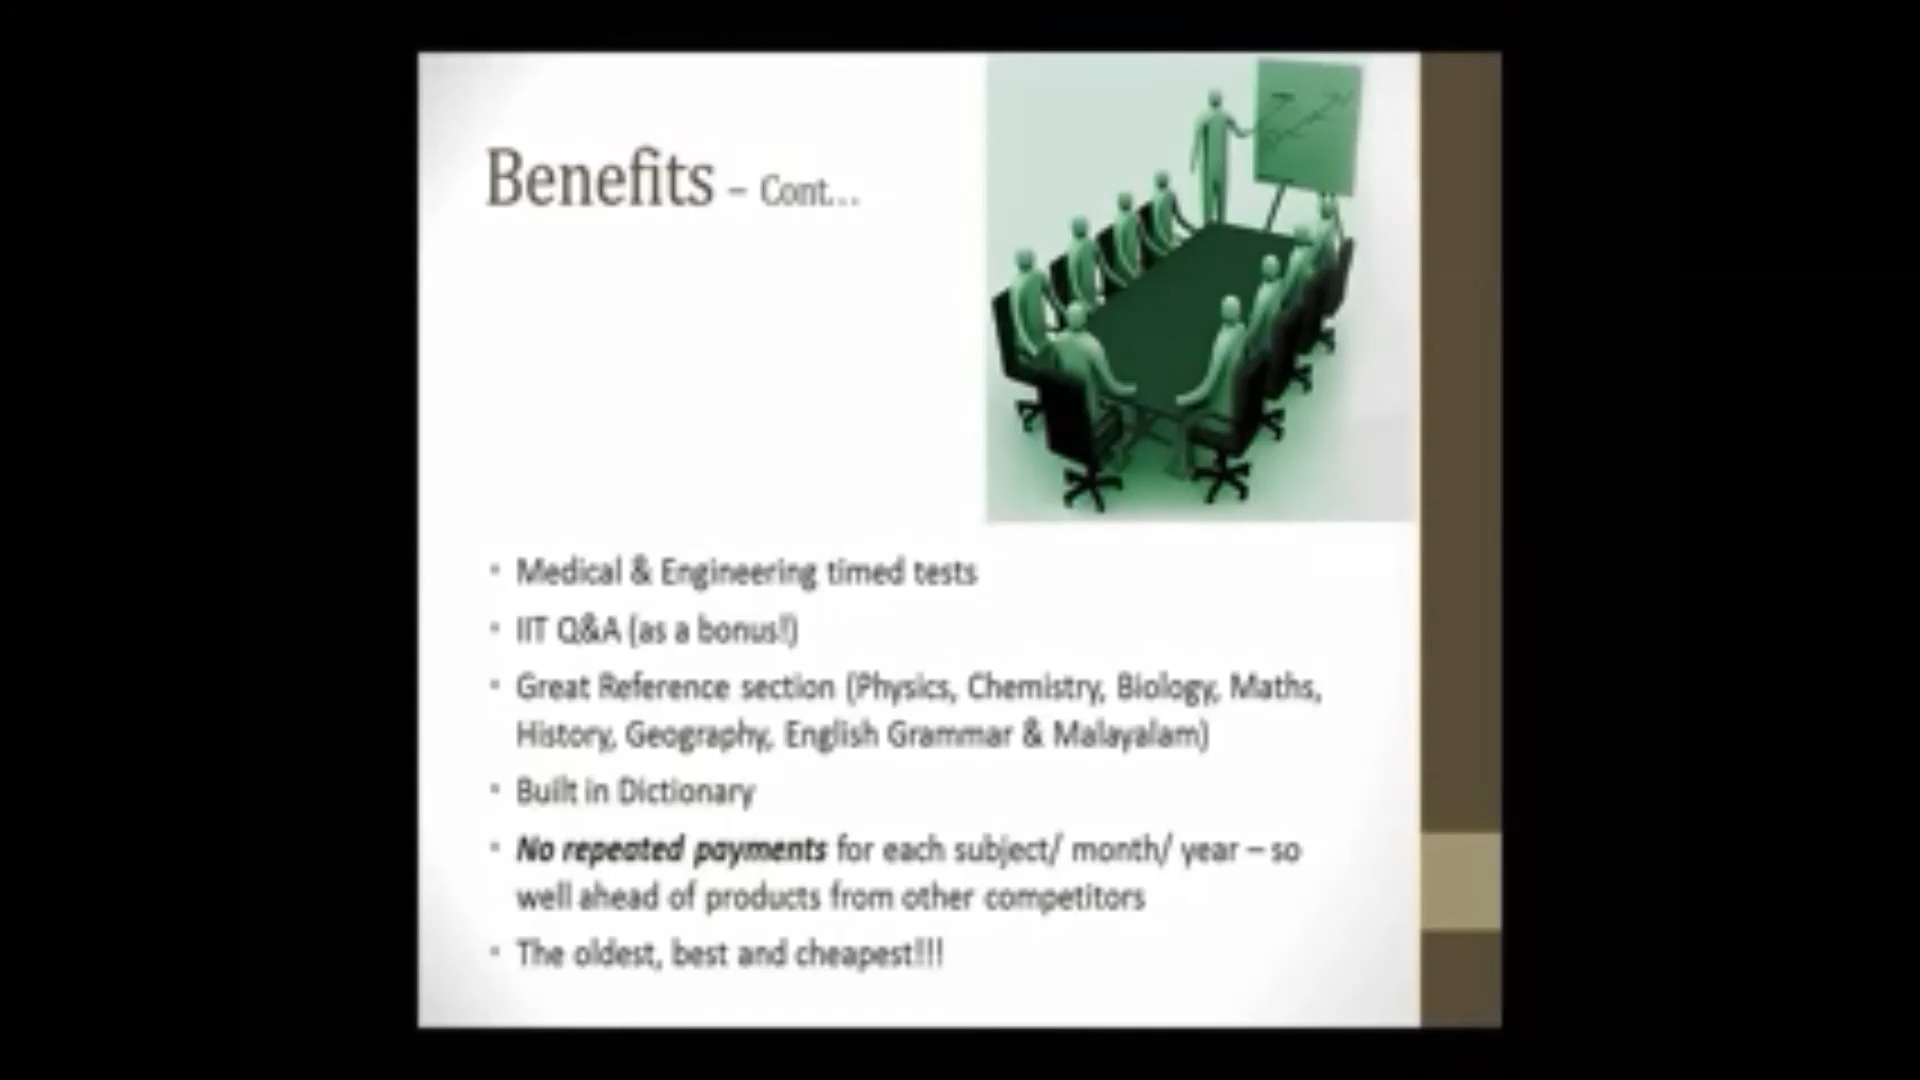 Benefits – Cont...
• Medical & Engineering timed tests
• IIT Q&A (as a bonus!)
• Great Reference section (Physics, Chemistry, Biology, Maths,
History, Geography, English Grammar & Malayalam)
• Built in Dictionary
• No repeated payments for each subject/ month/ year – so
well ahead of products from other competitors
• The oldest, best and cheapest!!!